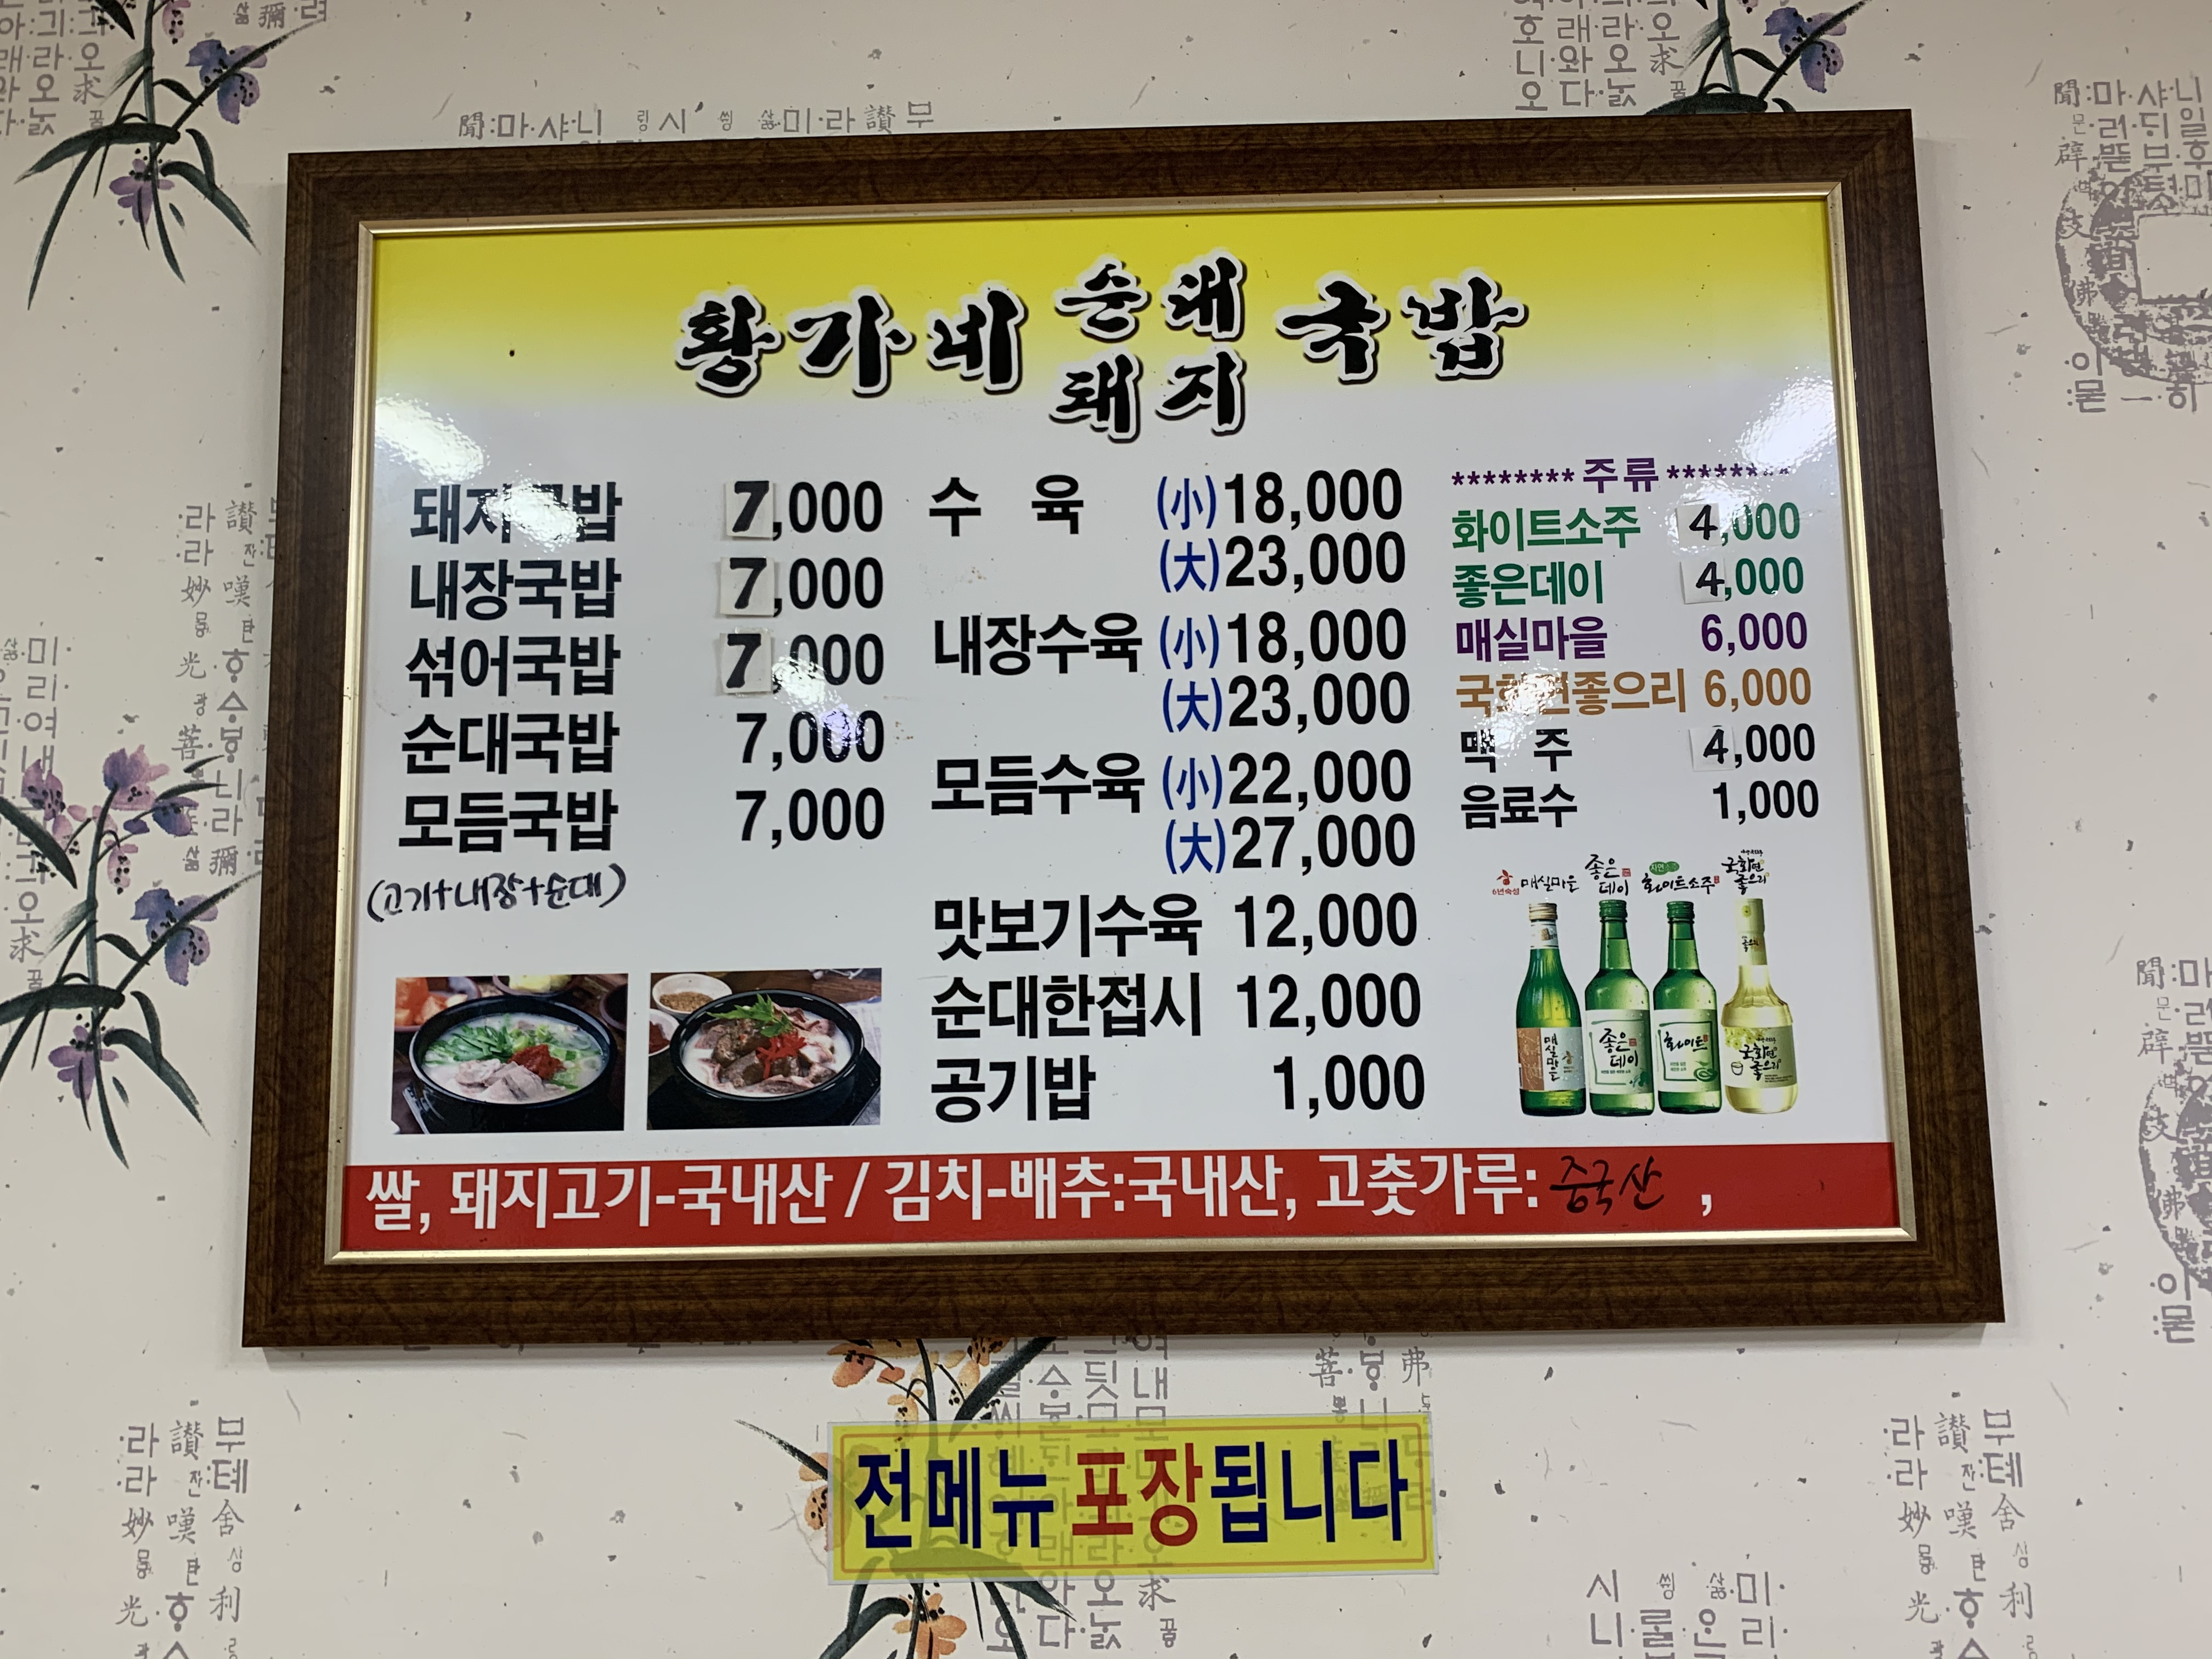 황가네 순대 돼지 국밥
돼지국밥 7,000
내장국밥 7,000
섞어국밥 7,000
순대국밥 7,000
모듬국밥 7,000
(고기+내장+순대)
수 육 (小) 18,000
(大) 23,000
내장수육 (小) 18,000
(大) 23,000
모듬수육 (小) 22,000
(大) 27,000
맛보기수육 12,000
순대한접시 12,000
공기밥 1,000
********주류********
화이트소주 4,000
좋은데이 4,000
매실마을 6,000
국화면좋으리 6,000
맥 주 4,000
음료수 1,000
매실마을
좋은데이
화이트소주
국화면 좋으리
쌀, 돼지고기-국내산 / 김치-배추:국내산, 고춧가루: 중국산 ,
전메뉴 포장됩니다